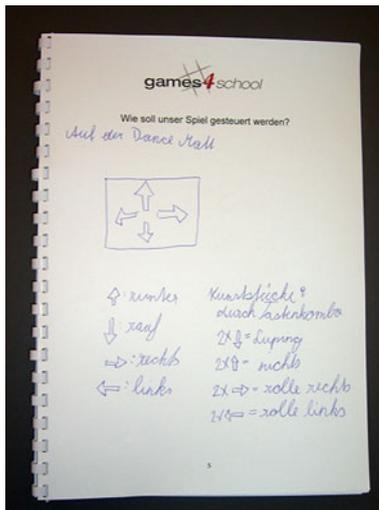 games4school
Wie soll unser Spiel gesteuert werden?
Auf der Dance Matt
⇧: runter
⇩: rauf
⇨: rechts
⇦: links
Kunststücke:
durch Tastenkombo
2x⇩= Luping
2x⇧= nichts
2x⇨= rolle rechts
2x⇦= rolle links
5